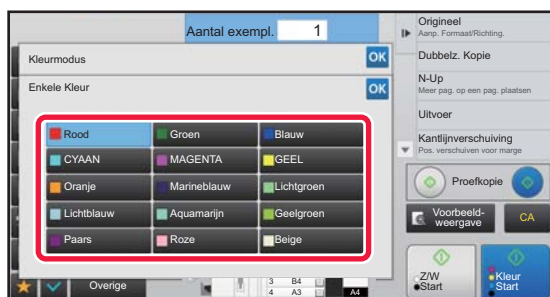 Aantal exempl. 1
Kleurmodus OK
Enkele Kleur OK
Rood Groen Blauw
CYAAN MAGENTA GEEL
Oranje Marineblauw Lichtgroen
Lichtblauw Aquamarijn Geelgroen
Paars Roze Beige
Overige
3 B4
4 A3
A4
Origineel
Aanp. Formaat/Richting.
Dubbelz. Kopie
N-Up
Meer pag. op een pag. plaatsen
Uitvoer
Kantlijnverschuiving
Pos. verschuiven voor marge
Proefkopie
Voorbeeld-
weergave
CA
Z/W
Start
Kleur
Start